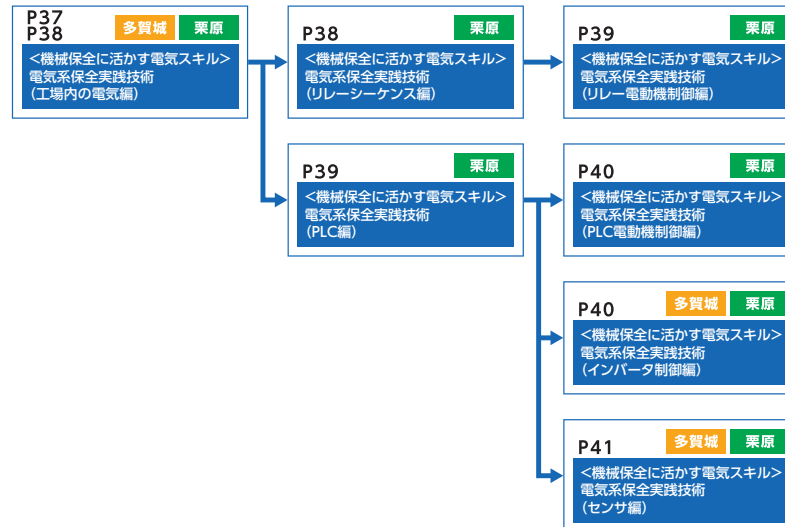 P37
P38
多賀城 栗原
<機械保全に活かす電気スキル>
電気系保全実践技術
(工場内の電気編)
P38 栗原
<機械保全に活かす電気スキル>
電気系保全実践技術
(リレーシーケンス編)
P39 栗原
<機械保全に活かす電気スキル>
電気系保全実践技術
(リレー電動機制御編)
P39 栗原
<機械保全に活かす電気スキル>
電気系保全実践技術
(PLC編)
P40 栗原
<機械保全に活かす電気スキル>
電気系保全実践技術
(PLC電動機制御編)
P40 多賀城 栗原
<機械保全に活かす電気スキル>
電気系保全実践技術
(インバータ制御編)
P41 多賀城 栗原
<機械保全に活かす電気スキル>
電気系保全実践技術
(センサ編)